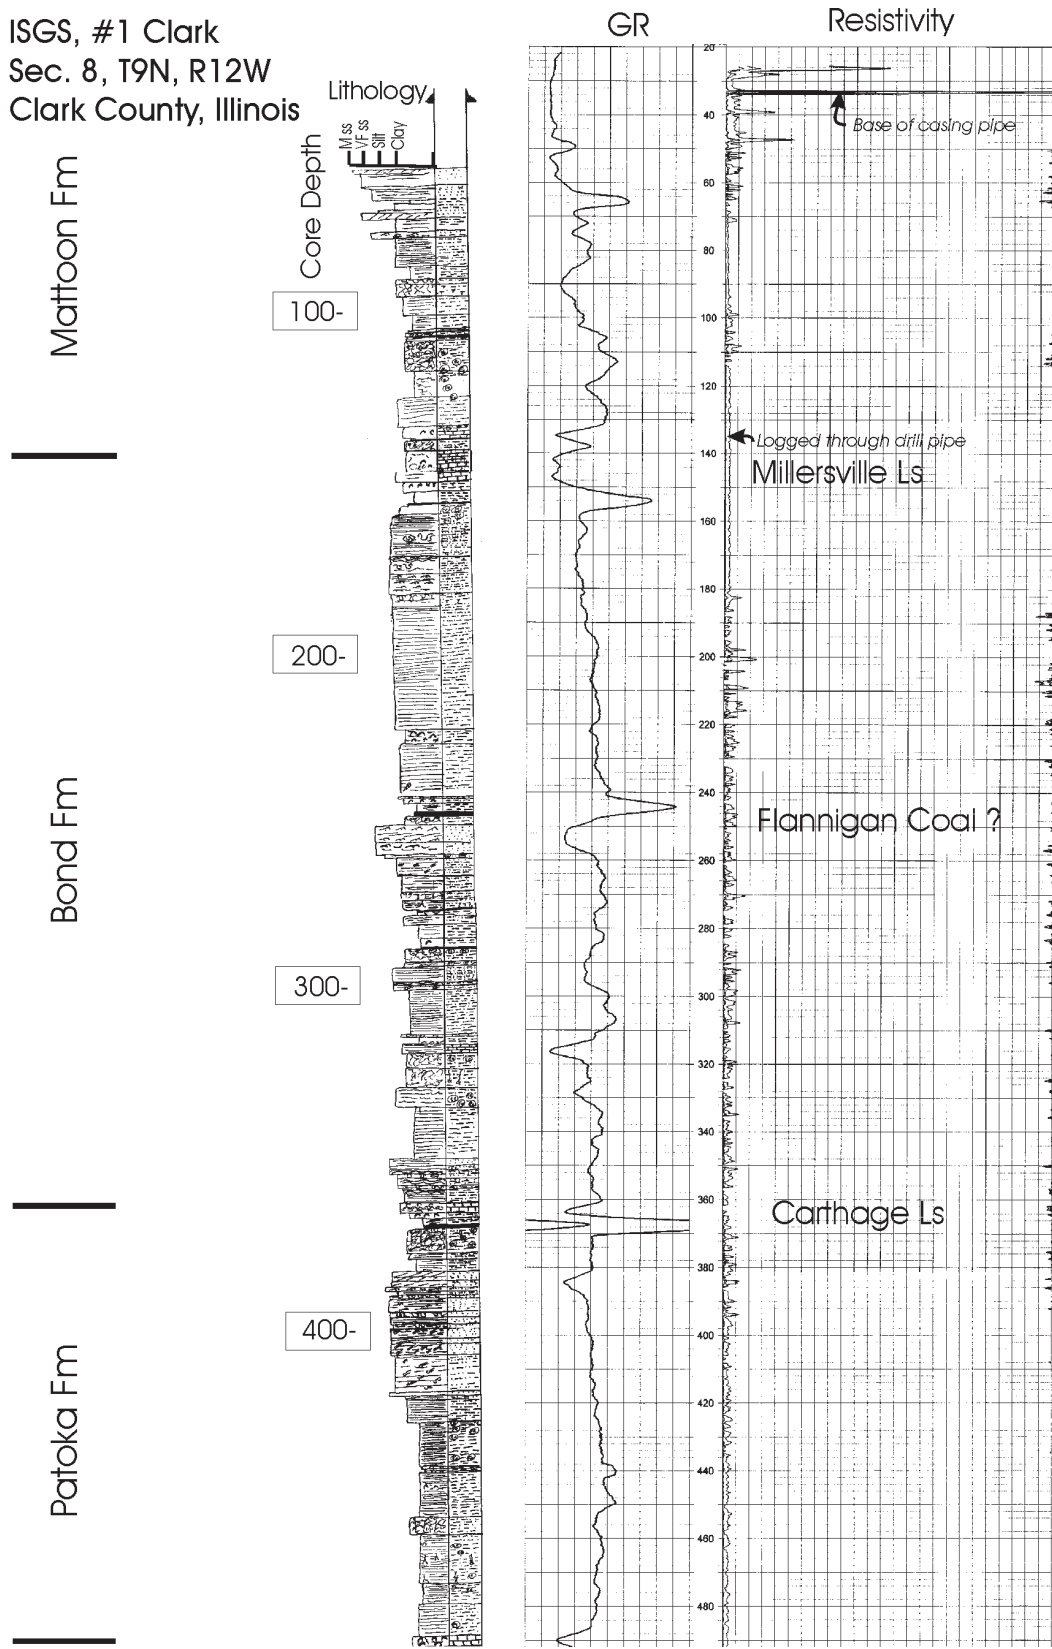 ISGS, #1 Clark
Sec. 8, T9N, R12W
Clark County, Illinois
GR
Resistivity
Lithology
M ss
VF ss
Silt
Clay
Core Depth
Mattoon Fm
Bond Fm
Patoka Fm
100-
200-
300-
400-
20
40
60
80
100
120
140
160
180
200
220
240
260
280
300
320
340
360
380
400
420
440
460
480
Base of casing pipe
Logged through drill pipe
Millersville Ls
Flannigan Coal ?
Carthage Ls